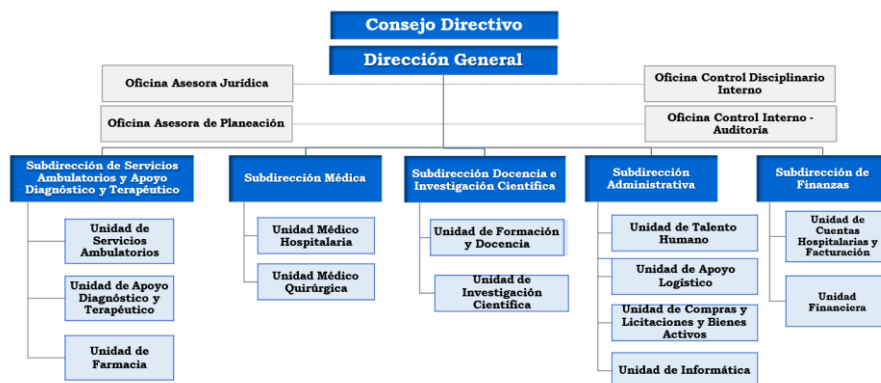 Consejo Directivo
Dirección General
Oficina Asesora Jurídica
Oficina Control Disciplinario
Interno
Oficina Asesora de Planeación
Oficina Control Interno -
Auditoría
Subdirección de Servicios
Ambulatorios y Apoyo
Diagnóstico y Terapéutico
Subdirección Médica
Subdirección Docencia e
Investigación Científica
Subdirección
Administrativa
Subdirección de
Finanzas
Unidad de
Servicios
Ambulatorios
Unidad de Apoyo
Diagnóstico y
Terapéutico
Unidad de
Farmacia
Unidad Médico
Hospitalaria
Unidad Médico
Quirúrgica
Unidad de Formación
y Docencia
Unidad de
Investigación
Científica
Unidad de Talento
Humano
Unidad de Apoyo
Logístico
Unidad de Compras y
Licitaciones y Bienes
Activos
Unidad de Informática
Unidad de
Cuentas
Hospitalarias y
Facturación
Unidad
Financiera